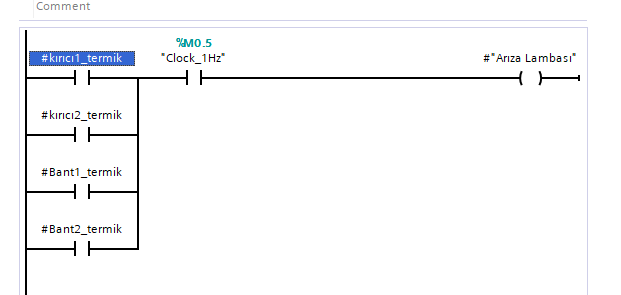 Comment
%M0.5
#kırıcı1_termik "Clock_1Hz" #"Arıza Lambası"
#kırıcı2_termik
#Bant1_termik
#Bant2_termik